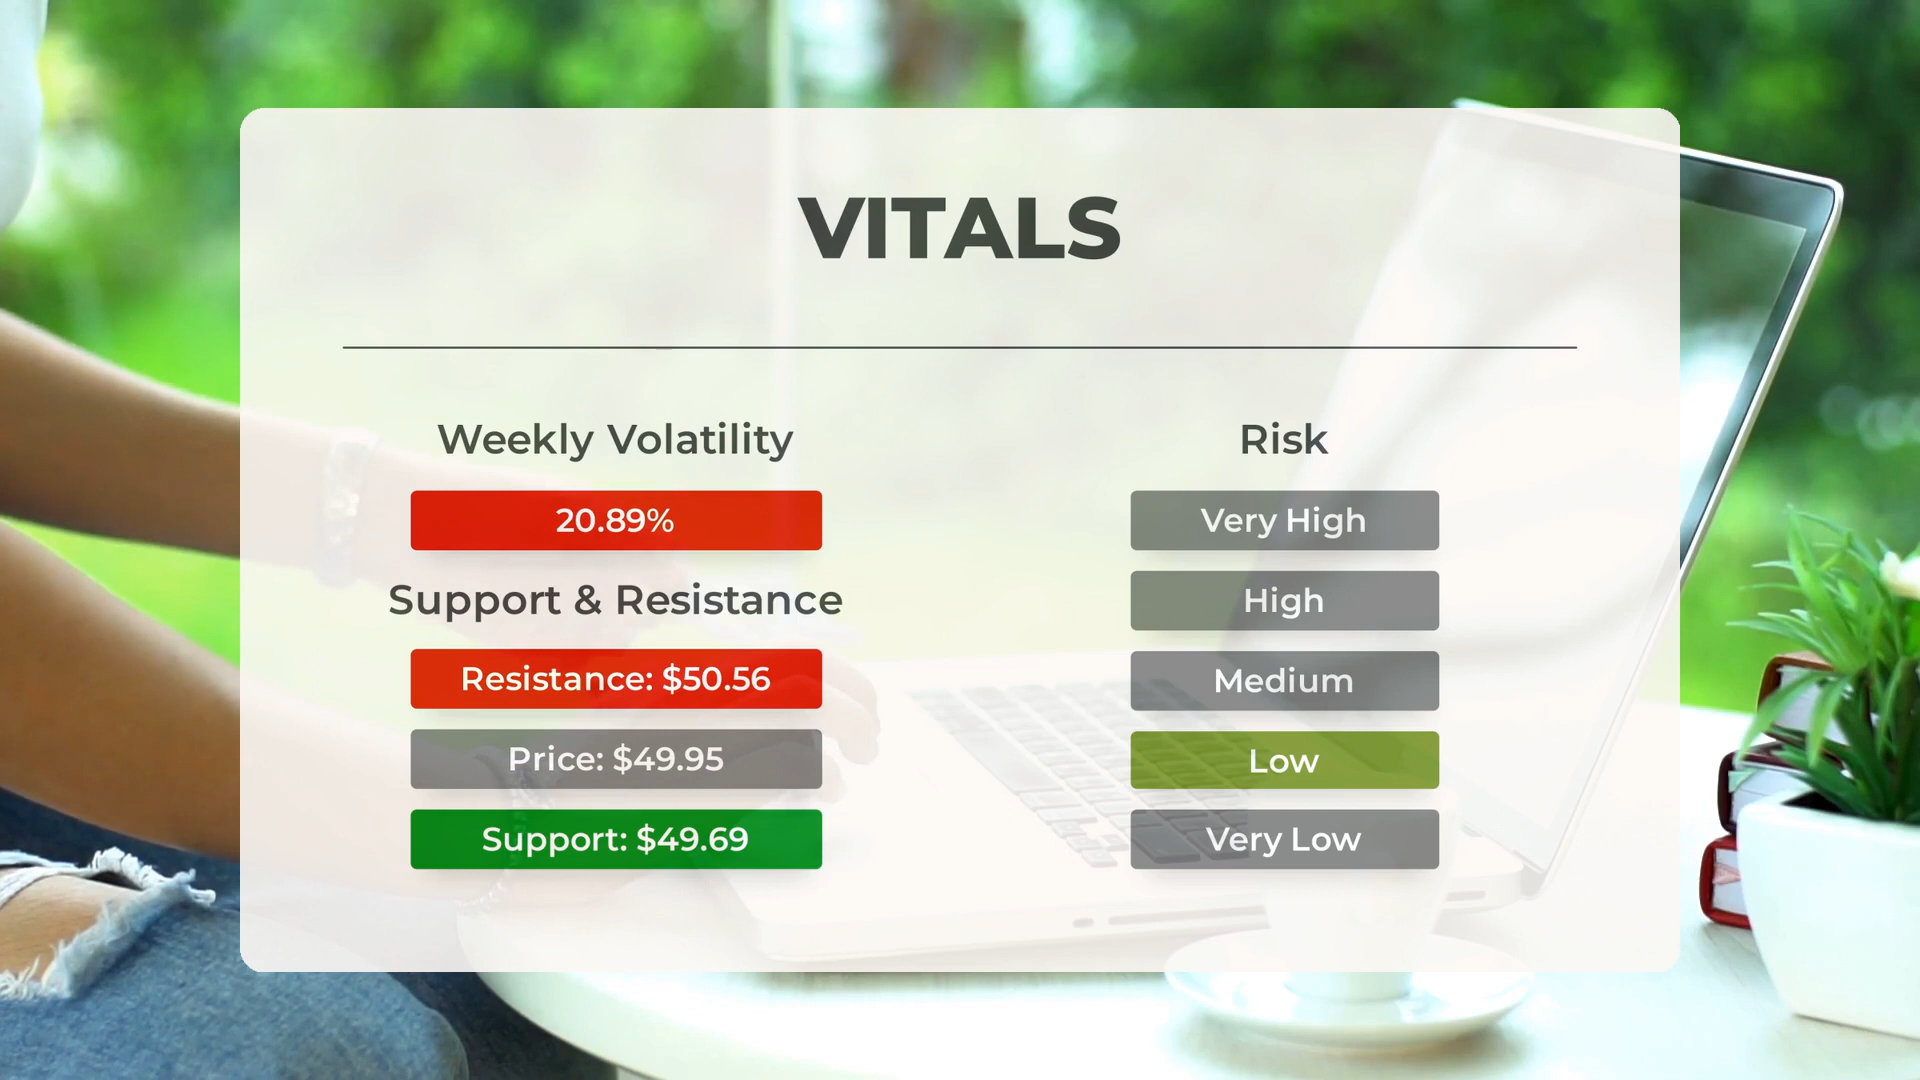 VITALS
Weekly Volatility
20.89%
Support & Resistance
Resistance: $50.56
Price: $49.95
Support: $49.69
Risk
Very High
High
Medium
Low
Very Low